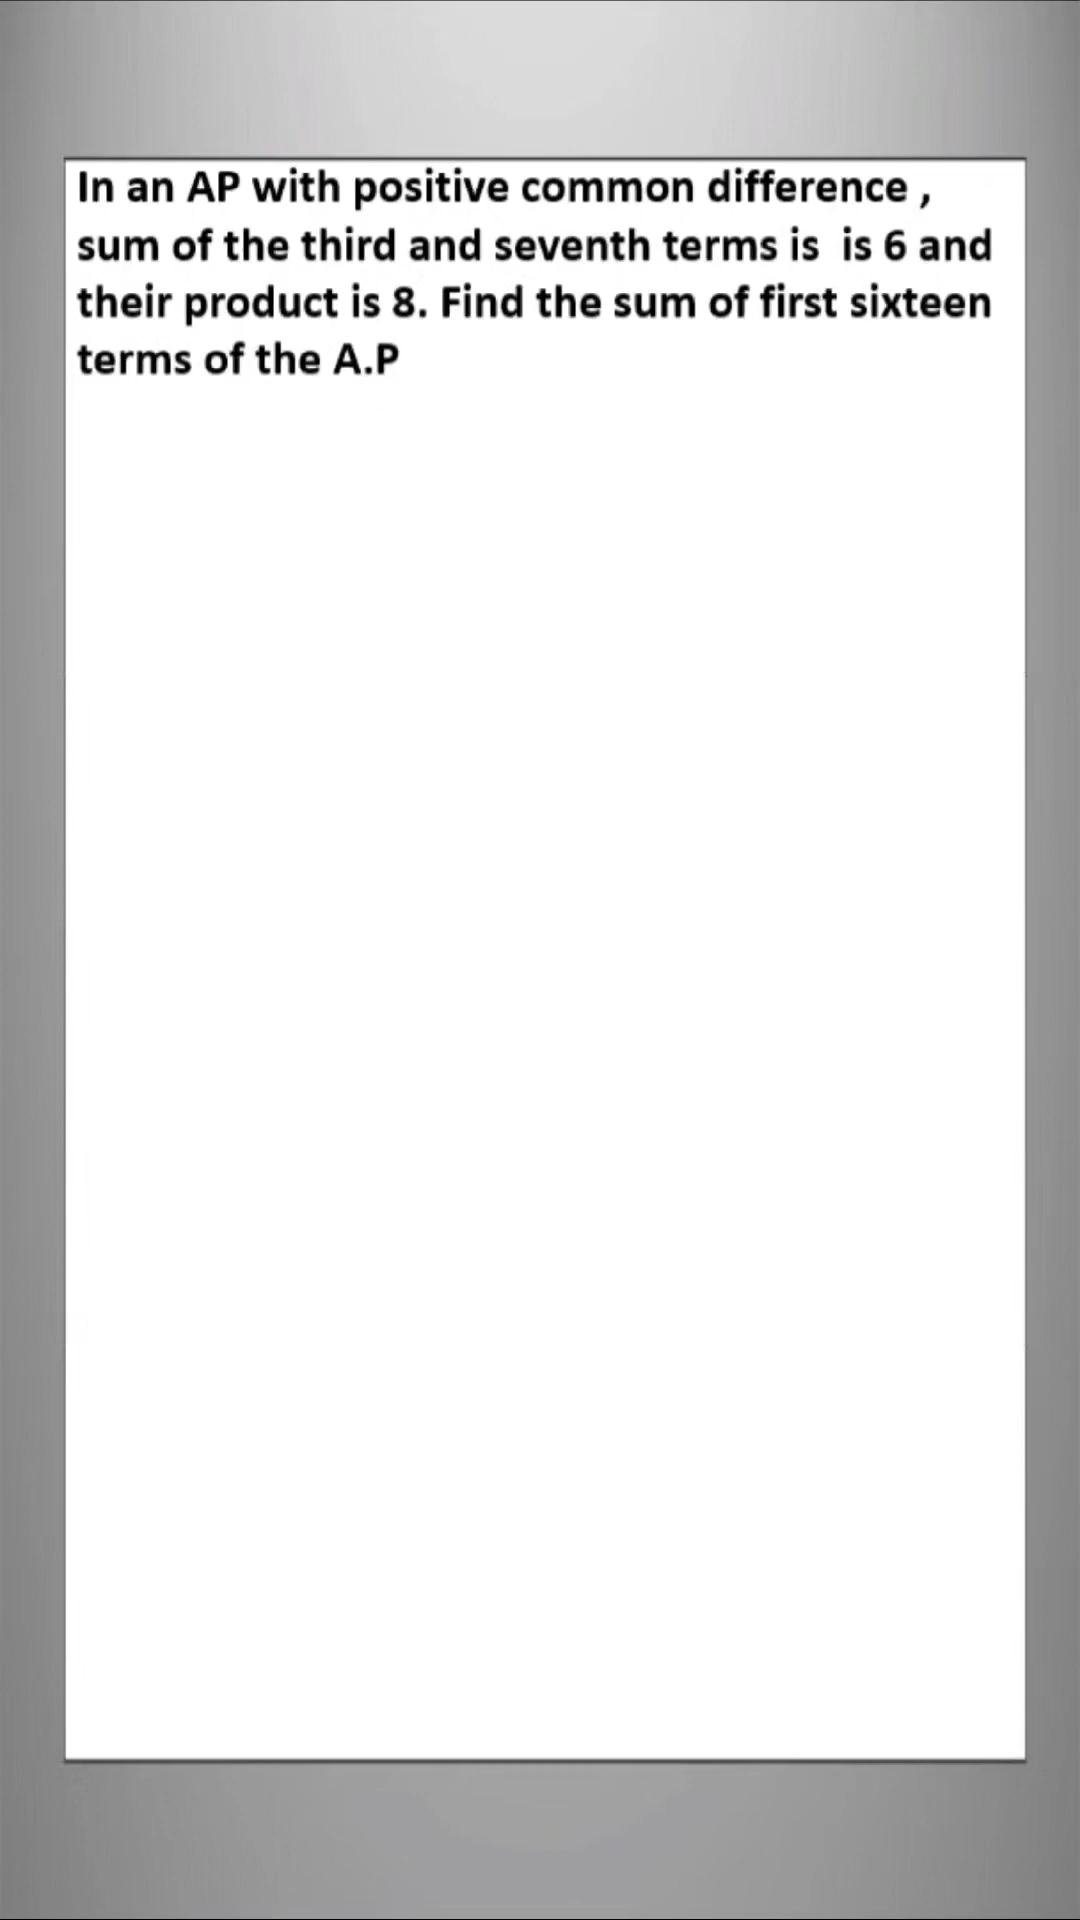 In an AP with positive common difference ,
sum of the third and seventh terms is  is 6 and
their product is 8. Find the sum of first sixteen
terms of the A.P